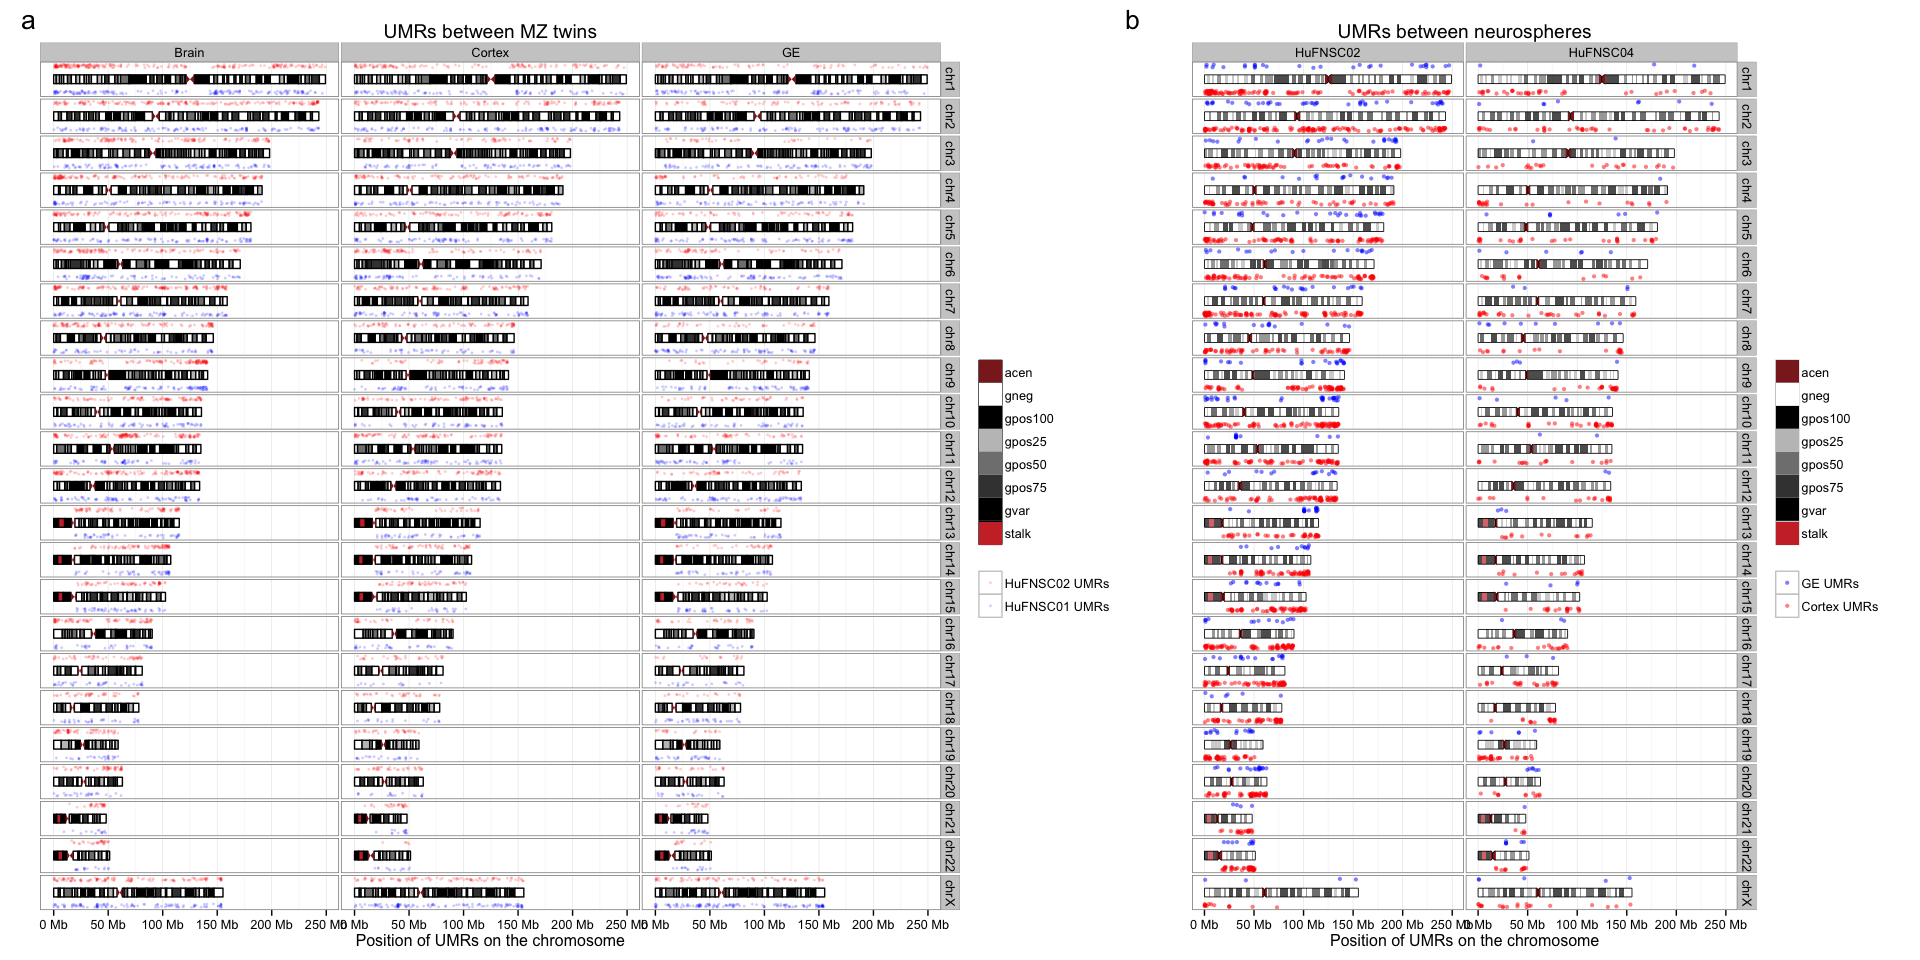 a
UMRs between MZ twins
Brain
Cortex
GE
chr1
chr2
chr3
chr4
chr5
chr6
chr7
chr8
chr9
chr10
chr11
chr12
chr13
chr14
chr15
chr16
chr17
chr18
chr19
chr20
chr21
chr22
chrX
0 Mb 50 Mb 100 Mb 150 Mb 200 Mb 250 Mb
0 Mb 50 Mb 100 Mb 150 Mb 200 Mb 250 Mb
0 Mb 50 Mb 100 Mb 150 Mb 200 Mb 250 Mb
Position of UMRs on the chromosome
acen
gneg
gpos100
gpos25
gpos50
gpos75
gvar
stalk
HuFNSC02 UMRs
HuFNSC01 UMRs
b
UMRs between neurospheres
HuFNSC02
HuFNSC04
chr1
chr2
chr3
chr4
chr5
chr6
chr7
chr8
chr9
chr10
chr11
chr12
chr13
chr14
chr15
chr16
chr17
chr18
chr19
chr20
chr21
chr22
chrX
0 Mb 50 Mb 100 Mb 150 Mb 200 Mb 250 Mb
0 Mb 50 Mb 100 Mb 150 Mb 200 Mb 250 Mb
Position of UMRs on the chromosome
acen
gneg
gpos100
gpos25
gpos50
gpos75
gvar
stalk
GE UMRs
Cortex UMRs